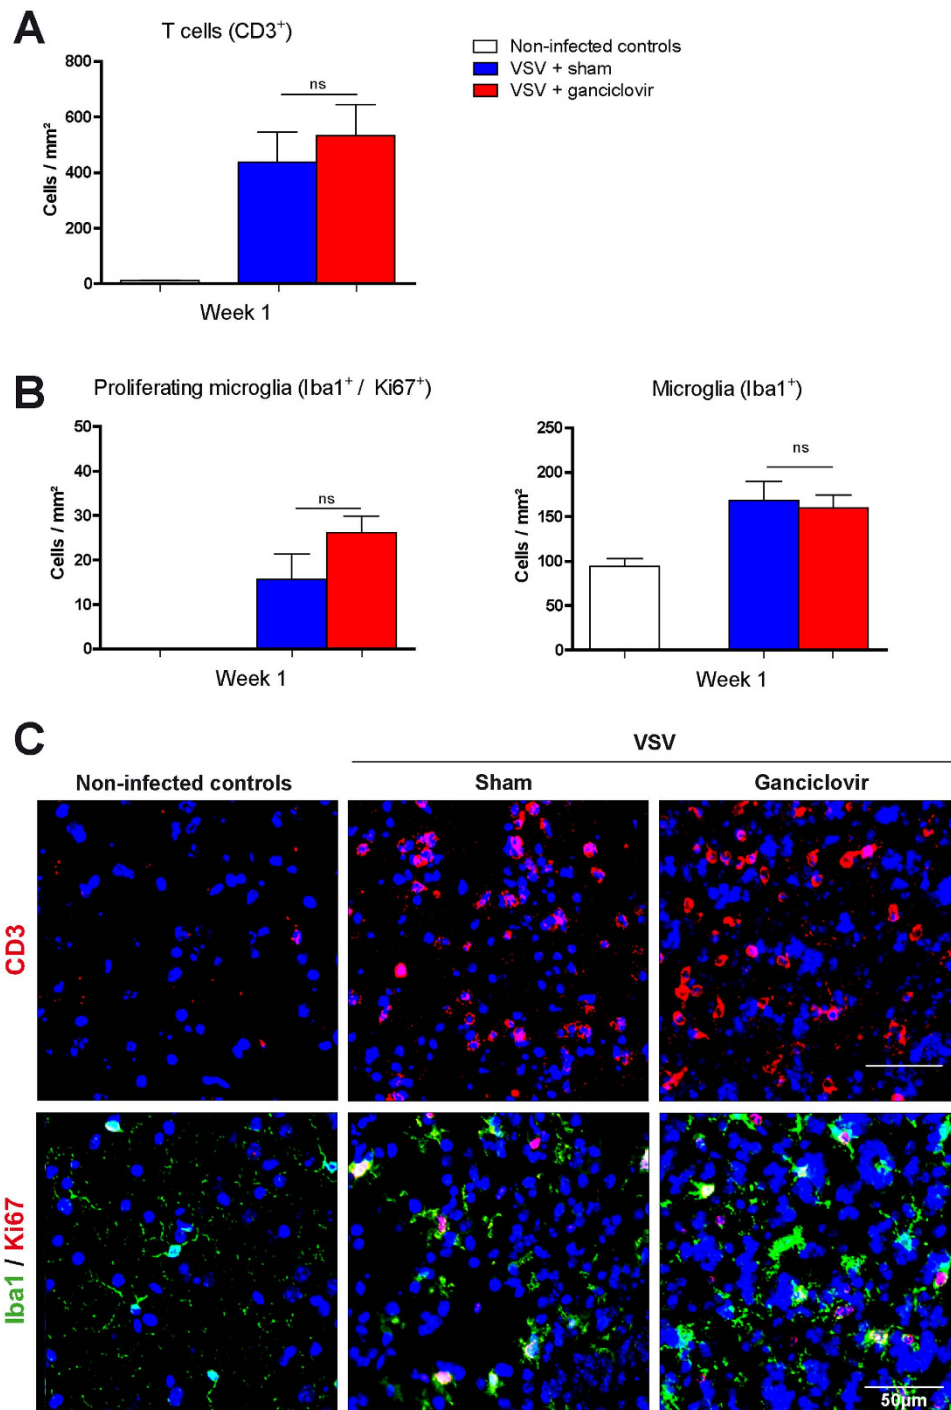 A
T cells (CD3⁺)
Non-infected controls
VSV + sham
VSV + ganciclovir
800
600
400
200
0
Cells / mm²
ns
Week 1
B
Proliferating microglia (Iba1⁺ / Ki67⁺)
50
40
30
20
10
0
Cells / mm²
ns
Week 1
Microglia (Iba1⁺)
250
200
150
100
50
0
Cells / mm²
ns
Week 1
C
VSV
Non-infected controls
Sham
Ganciclovir
CD3
Iba1 / Ki67
50µm